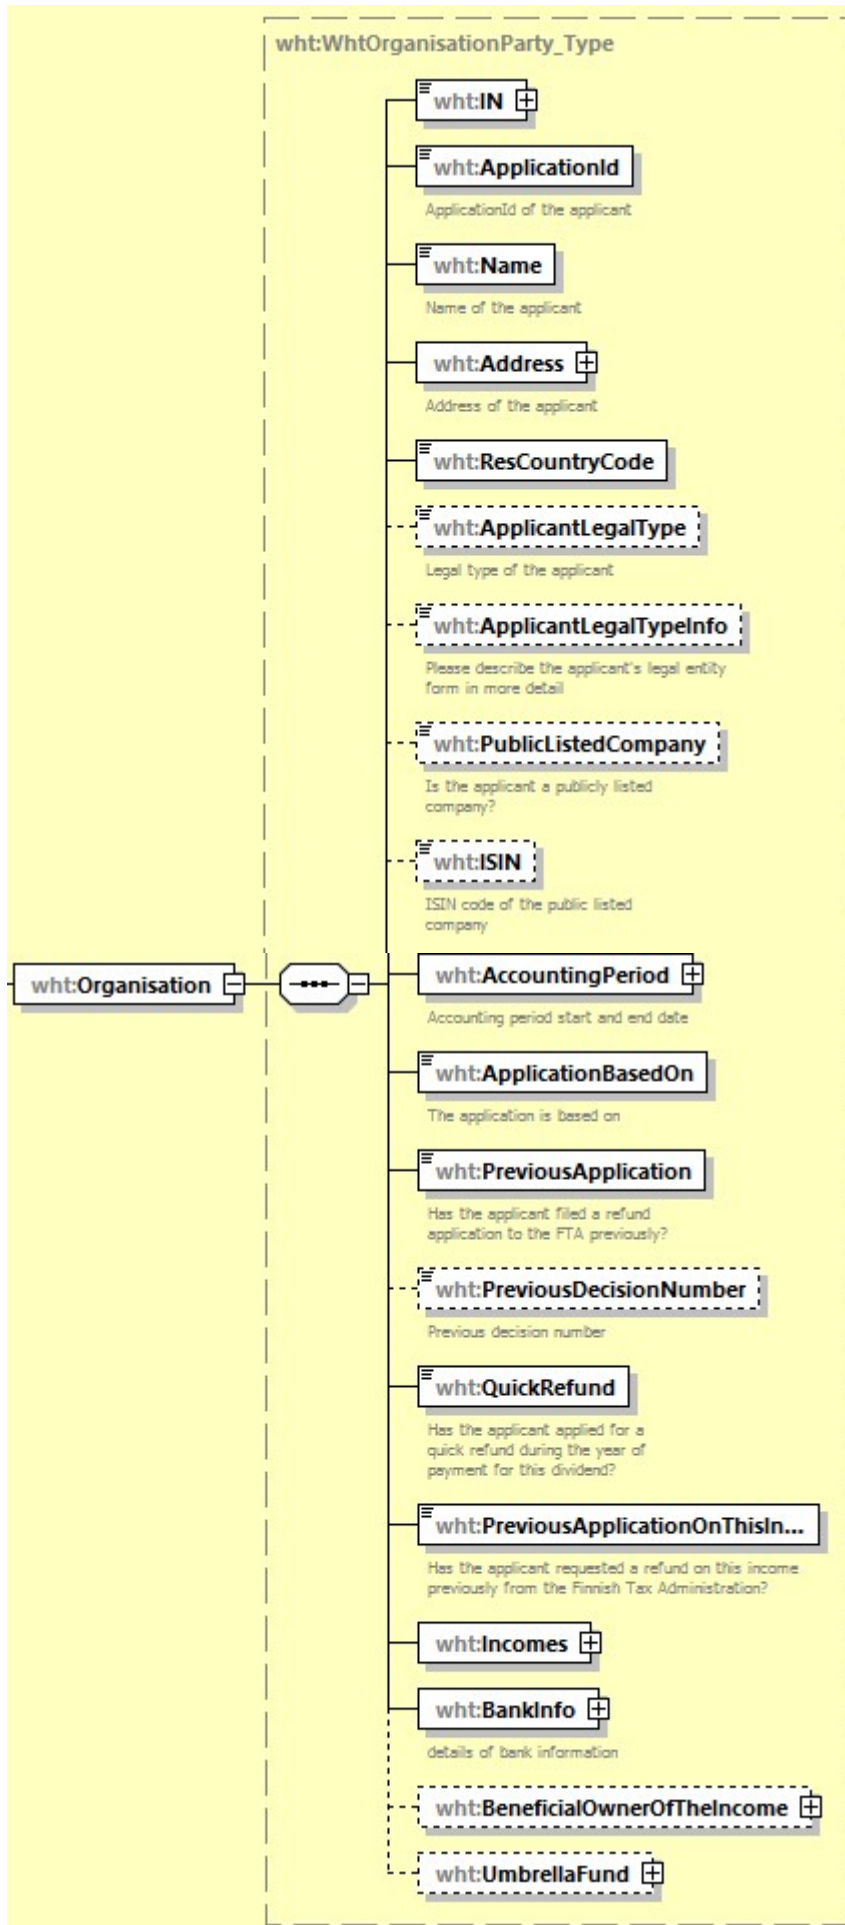 wht:WhtOrganisationParty_Type
wht:IN
wht:ApplicationId
ApplicationId of the applicant
wht:Name
Name of the applicant
wht:Address
Address of the applicant
wht:ResCountryCode
wht:ApplicantLegalType
Legal type of the applicant
wht:ApplicantLegalTypeInfo
Please describe the applicant's legal entity
form in more detail
wht:PublicListedCompany
Is the applicant a publicly listed
company?
wht:ISIN
ISIN code of the public listed
company
wht:Organisation
wht:AccountingPeriod
Accounting period start and end date
wht:ApplicationBasedOn
The application is based on
wht:PreviousApplication
Has the applicant filed a refund
application to the FTA previously?
wht:PreviousDecisionNumber
Previous decision number
wht:QuickRefund
Has the applicant applied for a
quick refund during the year of
payment for this dividend?
wht:PreviousApplicationOnThisIn...
Has the applicant requested a refund on this income
previously from the Finnish Tax Administration?
wht:Incomes
wht:BankInfo
details of bank information
wht:BeneficialOwnerOfTheIncome
wht:UmbrellaFund